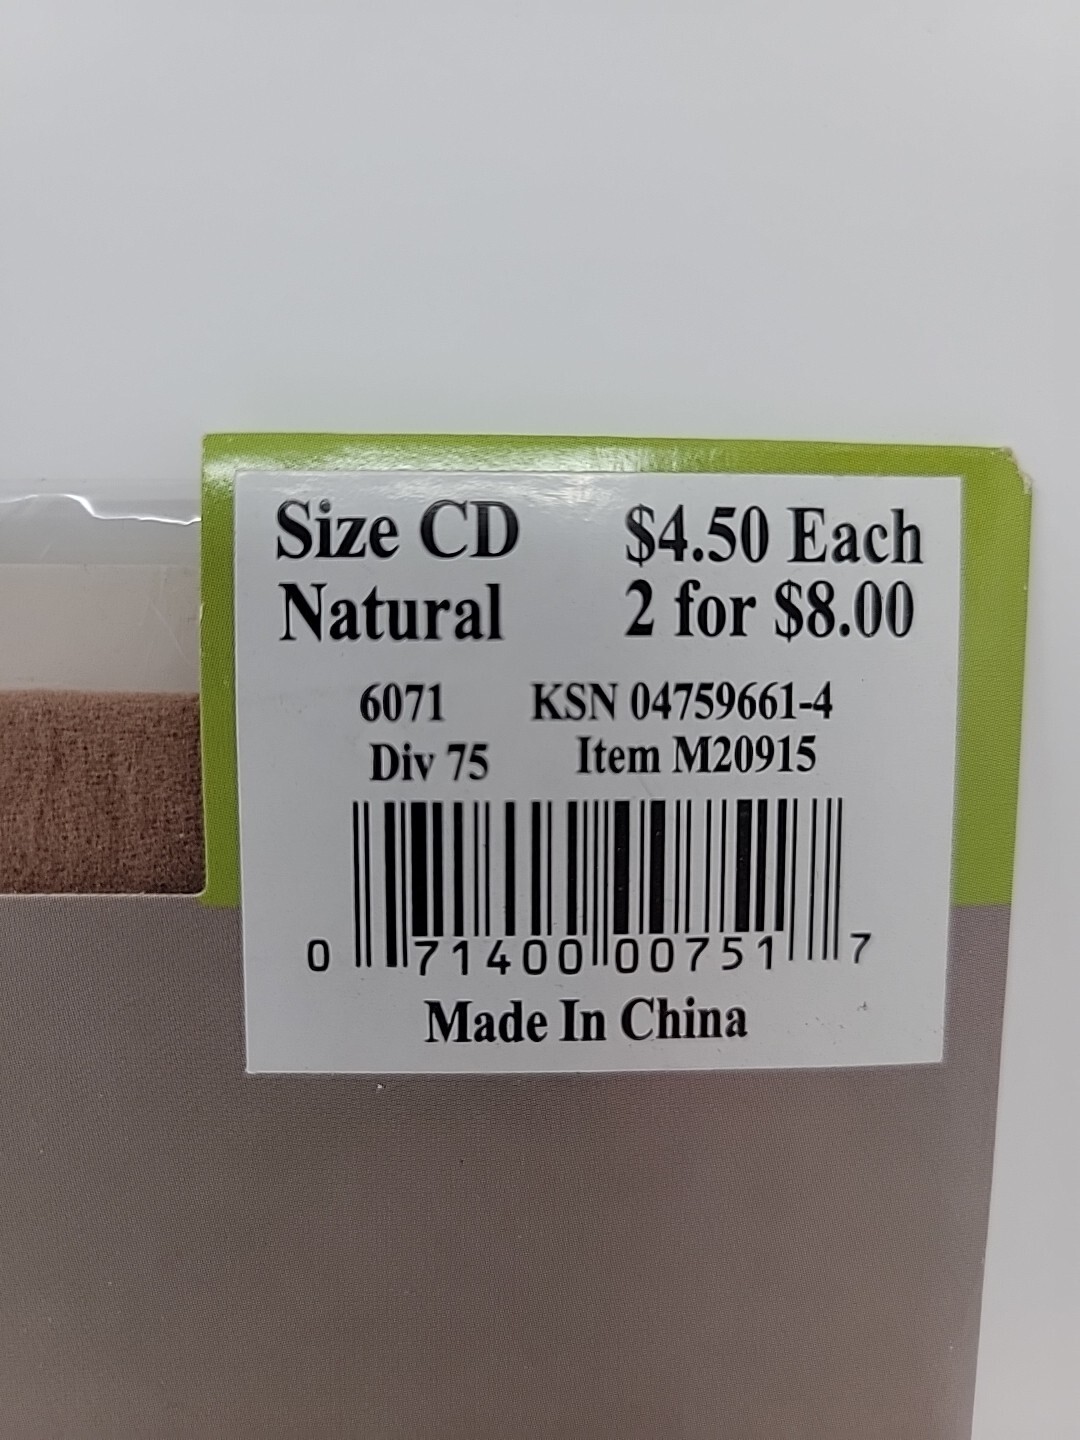 Size CD $4.50 Each
Natural 2 for $8.00
6071 KSN 04759661-4
Div 75 Item M20915
0 71400 00751 7
Made In China